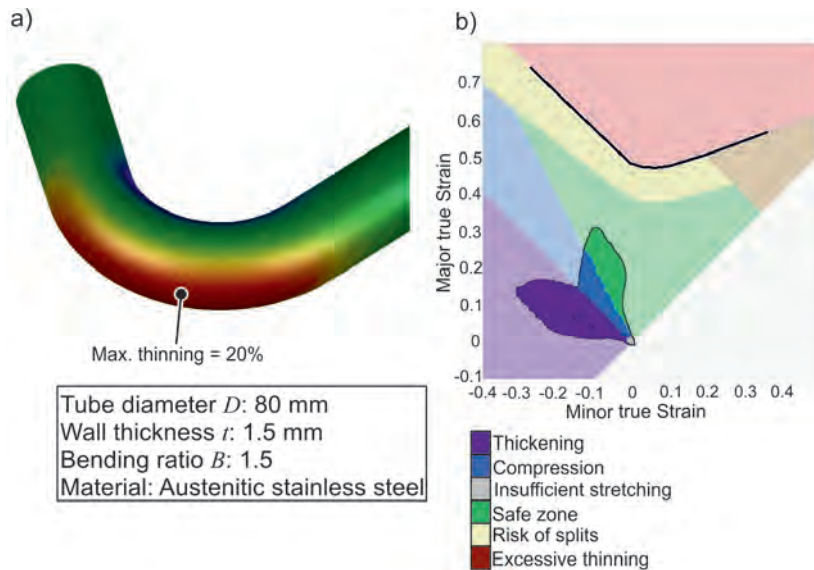 a)
Max. thinning = 20%
Tube diameter D: 80 mm
Wall thickness t: 1.5 mm
Bending ratio B: 1.5
Material: Austenitic stainless steel
b)
Major true Strain
0.7
0.6
0.5
0.4
0.3
0.2
0.1
0
-0.1
-0.4 -0.3 -0.2 -0.1 0 0.1 0.2 0.3 0.4
Minor true Strain
Thickening
Compression
Insufficient stretching
Safe zone
Risk of splits
Excessive thinning